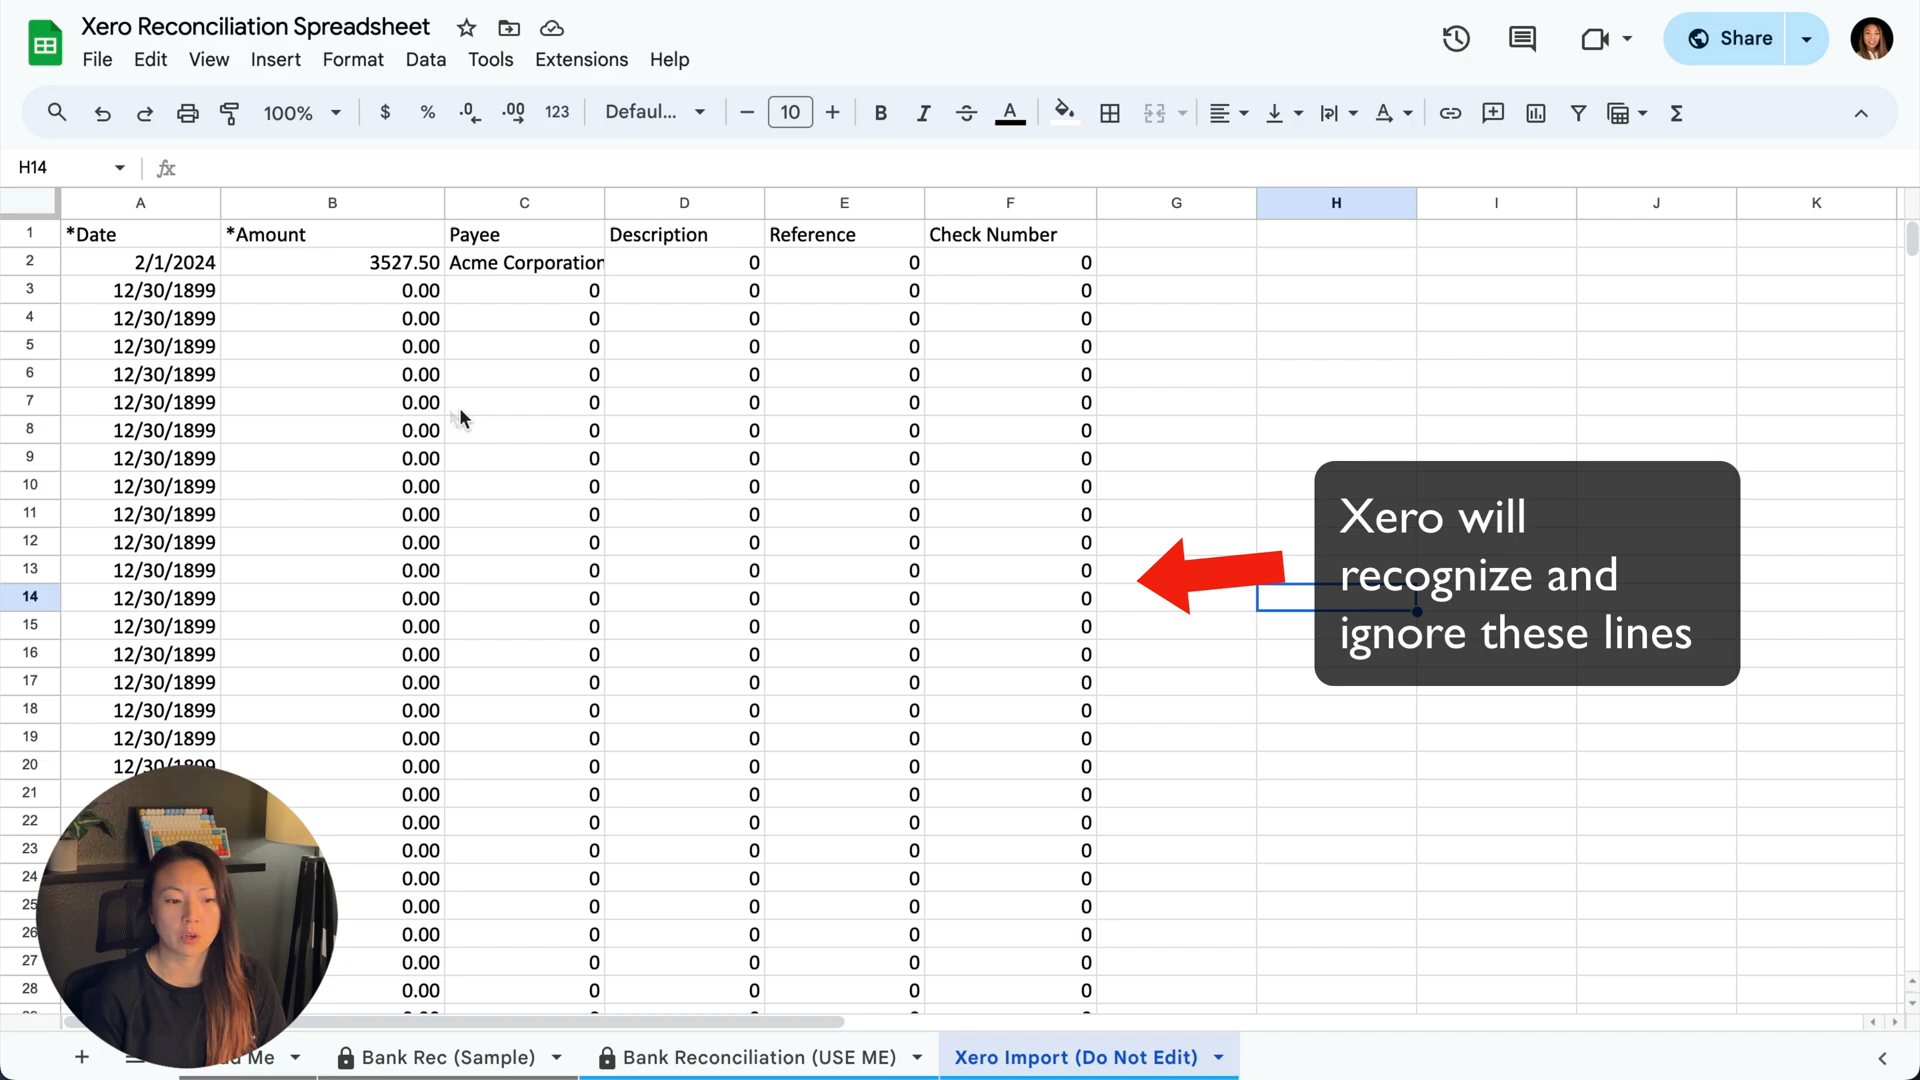 Xero Reconciliation Spreadsheet
File Edit View Insert Format Data Tools Extensions Help
Share
100% $ % .0 .00 123 Defaul... 10 B I A
H14 fx
A B C D E F G H I J K
1 *Date *Amount Payee Description Reference Check Number
2 2/1/2024 3527.50 Acme Corporation 0 0 0
3 12/30/1899 0.00 0 0 0 0
4 12/30/1899 0.00 0 0 0 0
5 12/30/1899 0.00 0 0 0 0
6 12/30/1899 0.00 0 0 0 0
7 12/30/1899 0.00 0 0 0 0
8 12/30/1899 0.00 0 0 0 0
9 12/30/1899 0.00 0 0 0 0
10 12/30/1899 0.00 0 0 0 0
11 12/30/1899 0.00 0 0 0 0
12 12/30/1899 0.00 0 0 0 0
13 12/30/1899 0.00 0 0 0 0
14 12/30/1899 0.00 0 0 0 0
15 12/30/1899 0.00 0 0 0 0
16 12/30/1899 0.00 0 0 0 0
17 12/30/1899 0.00 0 0 0 0
18 12/30/1899 0.00 0 0 0 0
19 12/30/1899 0.00 0 0 0 0
20 12/30/1899 0.00 0 0 0 0
21 0.00 0 0 0 0
22 0.00 0 0 0 0
23 0.00 0 0 0 0
24 0.00 0 0 0 0
25 0.00 0 0 0 0
26 0.00 0 0 0 0
27 0.00 0 0 0 0
28 0.00 0 0 0 0
Xero will
recognize and
ignore these lines
Me Bank Rec (Sample) Bank Reconciliation (USE ME) Xero Import (Do Not Edit)